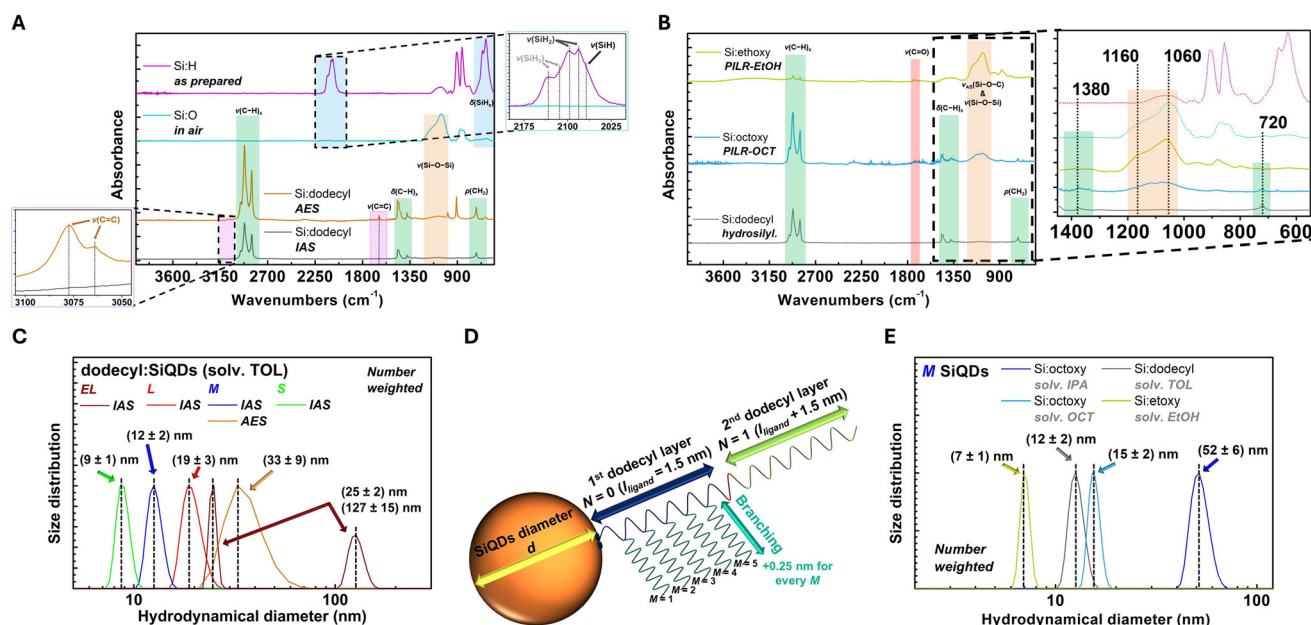 A
Absorbance
Si:H
as prepared
Si:O
in air
ν(C−H)ₓ
δ(SiHₓ)
ν(Si−O−Si)
Si:dodecyl
AES
ν(C=C)
δ(C−H)ₓ
ρ(CH₂)
Si:dodecyl
IAS
3600 3150 2700 2250 1800 1350 900
Wavenumbers (cm⁻¹)
ν(SiH₂)
ν(SiH)
ν(SiH₃)
2175 2100 2025
ν(C=C)
3100 3075 3050
B
Absorbance
Si:ethoxy
PILR-EtOH
ν(C−H)ₓ
ν(C=O)
νAS(Si−O−C) &
ν(Si−O−Si)
Si:octoxy
PILR-OCT
δ(C−H)ₓ
ρ(CH₂)
Si:dodecyl
hydrosilyl.
3600 3150 2700 2250 1800 1350 900
Wavenumbers (cm⁻¹)
1160 1060
1380
720
1400 1200 1000 800 600
C
Size distribution
dodecyl:SiQDs (solv. TOL)
Number
weighted
EL L M S
IAS IAS IAS IAS
AES
(12 ± 2) nm
(9 ± 1) nm
(19 ± 3) nm
(33 ± 9) nm
(25 ± 2) nm
(127 ± 15) nm
10 100
Hydrodynamical diameter (nm)
D
SiQDs diameter
d
1st dodecyl layer
N = 0 (lligand = 1.5 nm)
2nd dodecyl layer
N = 1 (lligand + 1.5 nm)
Branching
+0.25 nm for
every M
M = 1
M = 2
M = 3
M = 4
M = 5
E
Size distribution
M SiQDs
Si:octoxy
solv. IPA
Si:dodecyl
solv. TOL
Si:octoxy
solv. OCT
Si:etoxy
solv. EtOH
(12 ± 2) nm
(7 ± 1) nm
(15 ± 2) nm
(52 ± 6) nm
Number
weighted
10 100
Hydrodynamical diameter (nm)